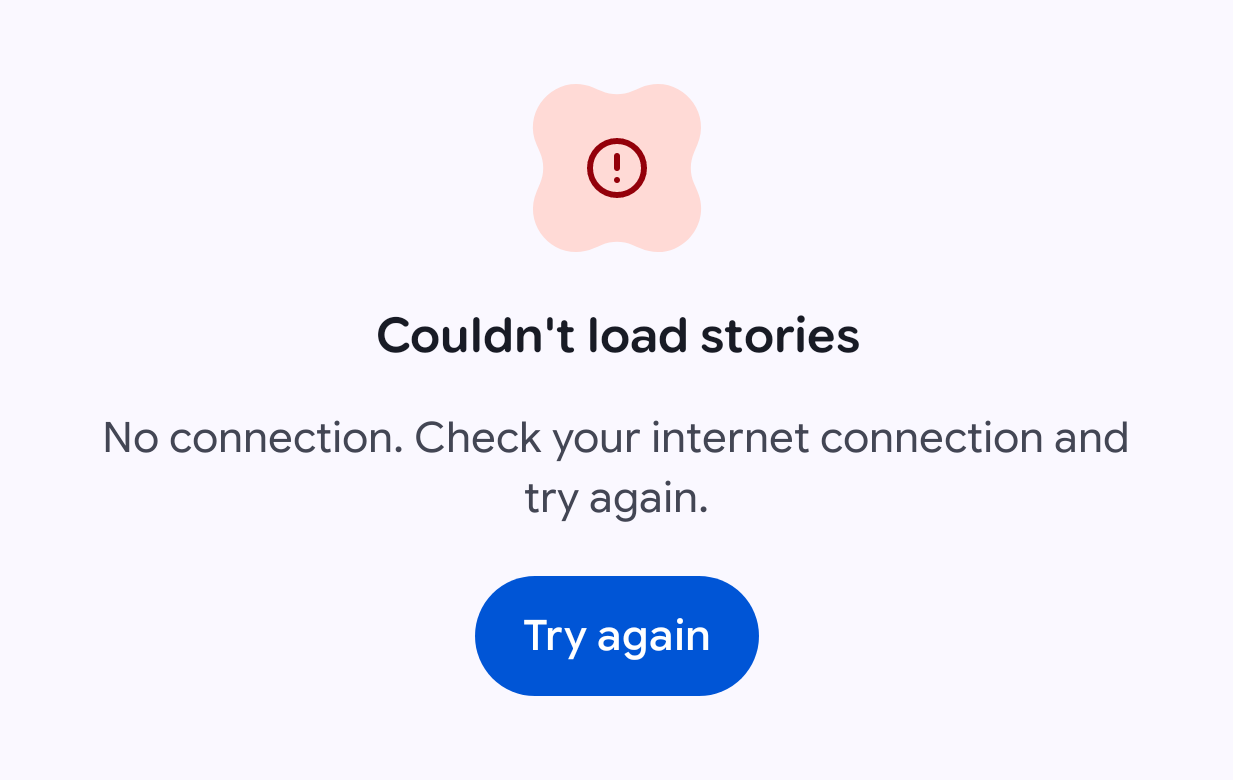 Couldn't load stories
No connection. Check your internet connection and
try again.
Try again